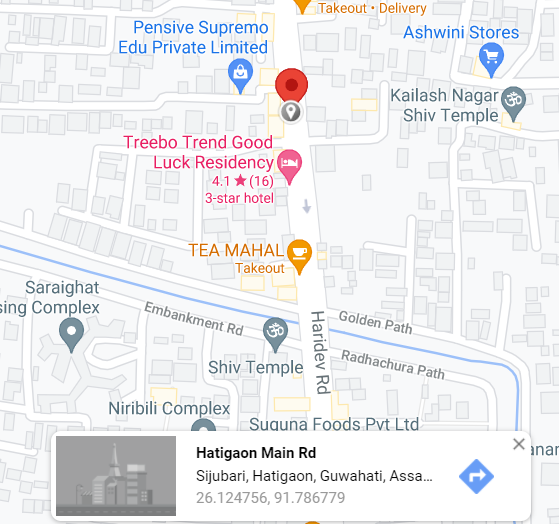 Takeout • Delivery
Pensive Supremo
Edu Private Limited
Ashwini Stores
Kailash Nagar
Shiv Temple
Treebo Trend Good
Luck Residency
4.1 ★ (16)
3-star hotel
TEA MAHAL
Takeout
Saraighat
sing Complex
Embankment Rd
Golden Path
Haridev Rd
Shiv Temple
Radhachura Path
Niribili Complex
Suguna Foods Pvt Ltd
Hatigaon Main Rd
Sijubari, Hatigaon, Guwahati, Assa...
26.124756, 91.786779